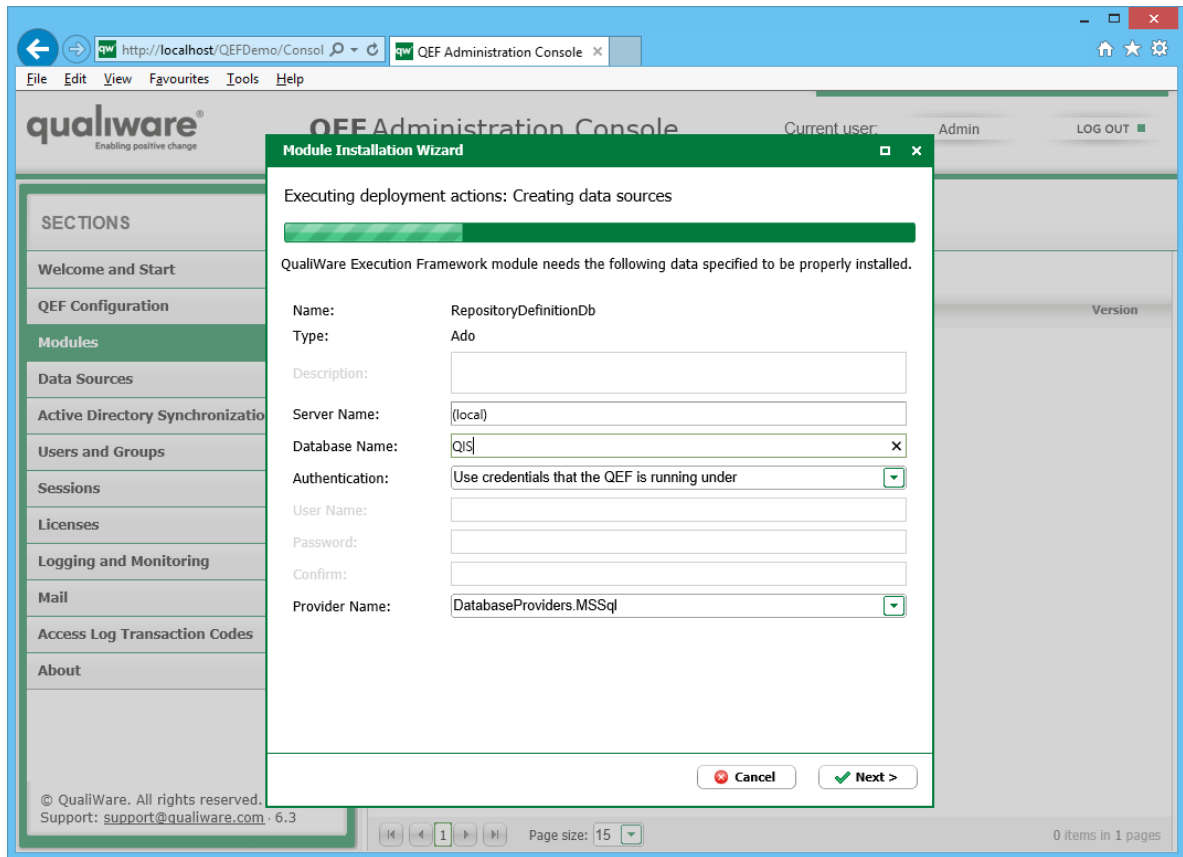 http://localhost/QEFDemo/Consol
QEF Administration Console
File Edit View Favourites Tools Help
qualiware®
Enabling positive change
QEF Administration Console
Current user: Admin
LOG OUT
Module Installation Wizard
Executing deployment actions: Creating data sources
QualiWare Execution Framework module needs the following data specified to be properly installed.
Name: RepositoryDefinitionDb
Type: Ado
Description:
Server Name: (local)
Database Name: QIS
Authentication: Use credentials that the QEF is running under
User Name:
Password:
Confirm:
Provider Name: DatabaseProviders.MSSql
Cancel
Next >
SECTIONS
Welcome and Start
QEF Configuration
Modules
Data Sources
Active Directory Synchronizatio
Users and Groups
Sessions
Licenses
Logging and Monitoring
Mail
Access Log Transaction Codes
About
Version
© QualiWare. All rights reserved.
Support: support@qualiware.com · 6.3
1
Page size: 15
0 items in 1 pages